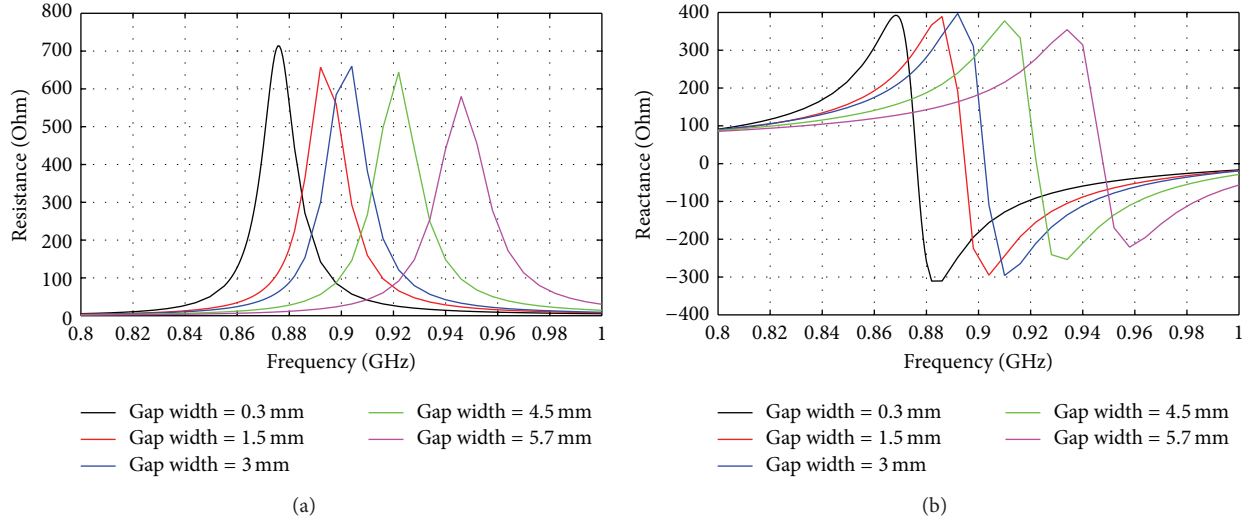 800
700
600
500
400
300
200
100
0
Resistance (Ohm)
0.8
0.82
0.84
0.86
0.88
0.9
0.92
0.94
0.96
0.98
1
Frequency (GHz)
Gap width = 0.3 mm
Gap width = 1.5 mm
Gap width = 3 mm
Gap width = 4.5 mm
Gap width = 5.7 mm
(a)
400
300
200
100
0
−100
−200
−300
−400
Reactance (Ohm)
0.8
0.82
0.84
0.86
0.88
0.9
0.92
0.94
0.96
0.98
1
Frequency (GHz)
Gap width = 0.3 mm
Gap width = 1.5 mm
Gap width = 3 mm
Gap width = 4.5 mm
Gap width = 5.7 mm
(b)